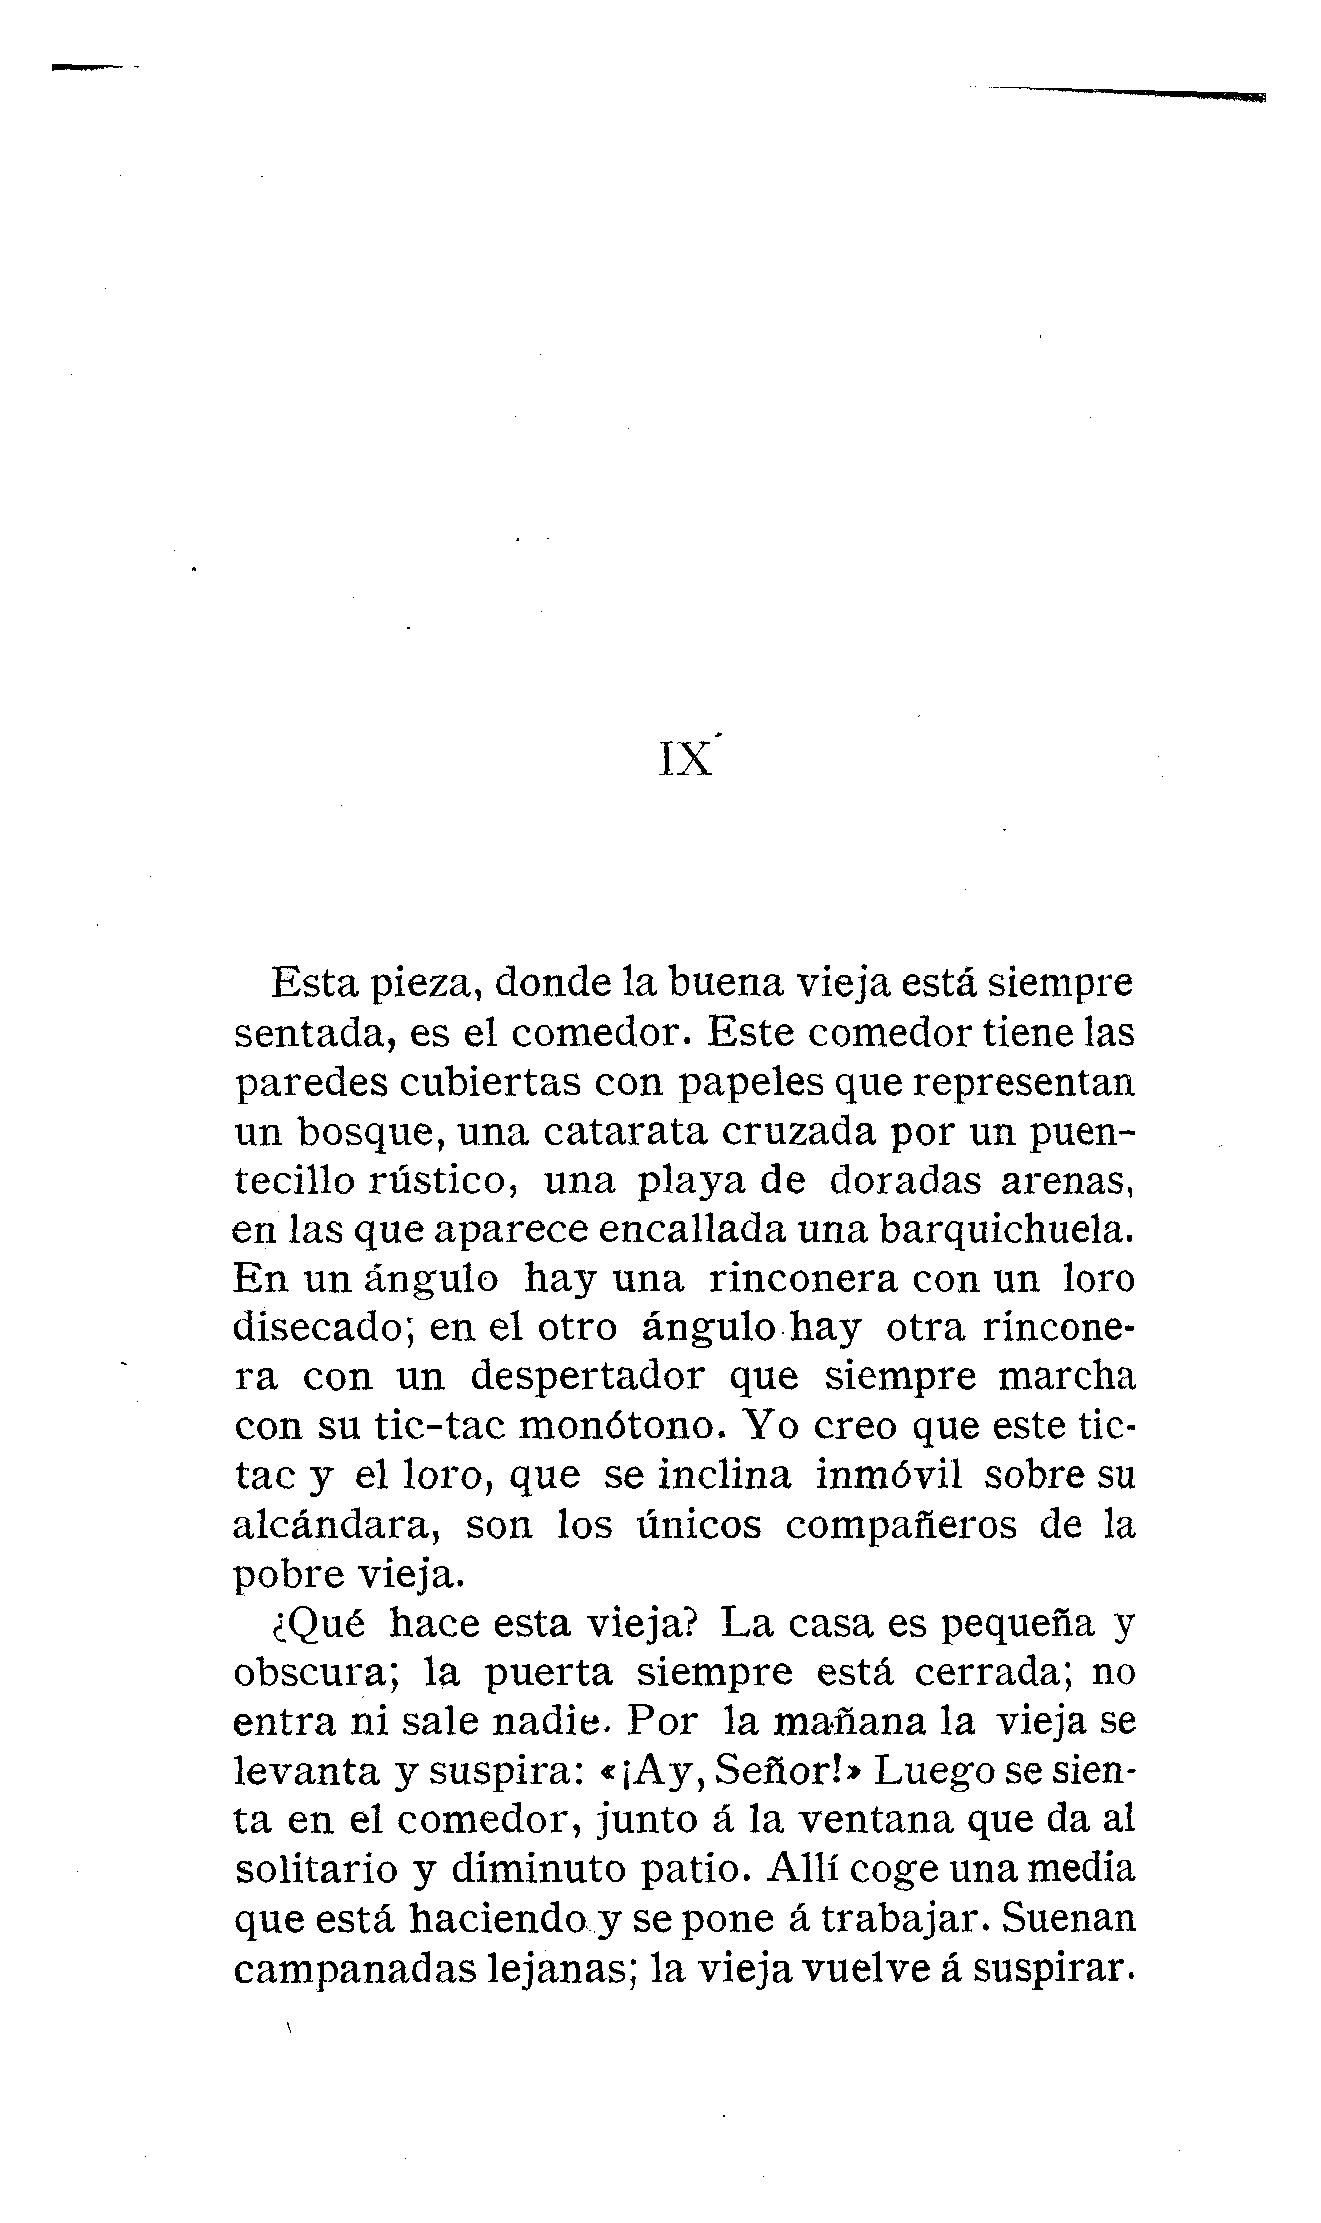 IX
Esta pieza, donde la buena vieja está siempre
sentada, es el comedor. Este comedor tiene las
paredes cubiertas con papeles que representan
un bosque, una catarata cruzada por un puen-
tecillo rústico, una playa de doradas arenas,
en las que aparece encallada una barquichuela.
En un ángulo hay una rinconera con un loro
disecado; en el otro ángulo hay otra rincone-
ra con un despertador que siempre marcha
con su tic-tac monótono. Yo creo que este tic-
tac y el loro, que se inclina inmóvil sobre su
alcándara, son los únicos compañeros de la
pobre vieja.
¿Qué hace esta vieja? La casa es pequeña y
obscura; la puerta siempre está cerrada; no
entra ni sale nadie. Por la mañana la vieja se
levanta y suspira: «¡Ay, Señor!» Luego se sien-
ta en el comedor, junto á la ventana que da al
solitario y diminuto patio. Allí coge una media
que está haciendo y se pone á trabajar. Suenan
campanadas lejanas; la vieja vuelve á suspirar.